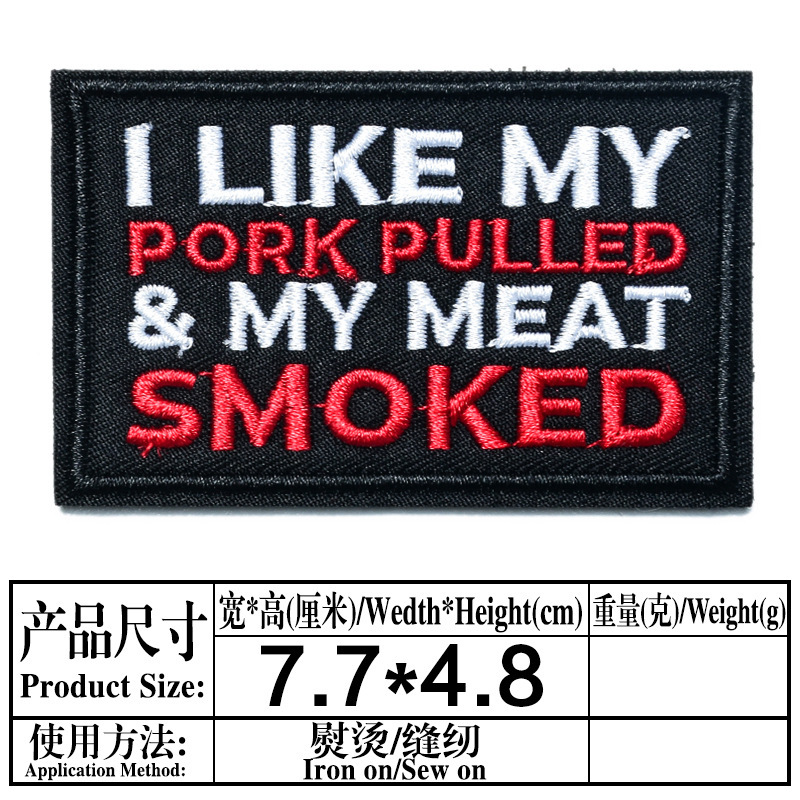 I LIKE MY
PORK PULLED
& MY MEAT
SMOKED
产品尺寸
Product Size:
宽*高(厘米)/Wedth*Height(cm)
7.7*4.8
重量(克)/Weight(g)
使用方法:
Application Method:
熨烫/缝纫
Iron on/Sew on